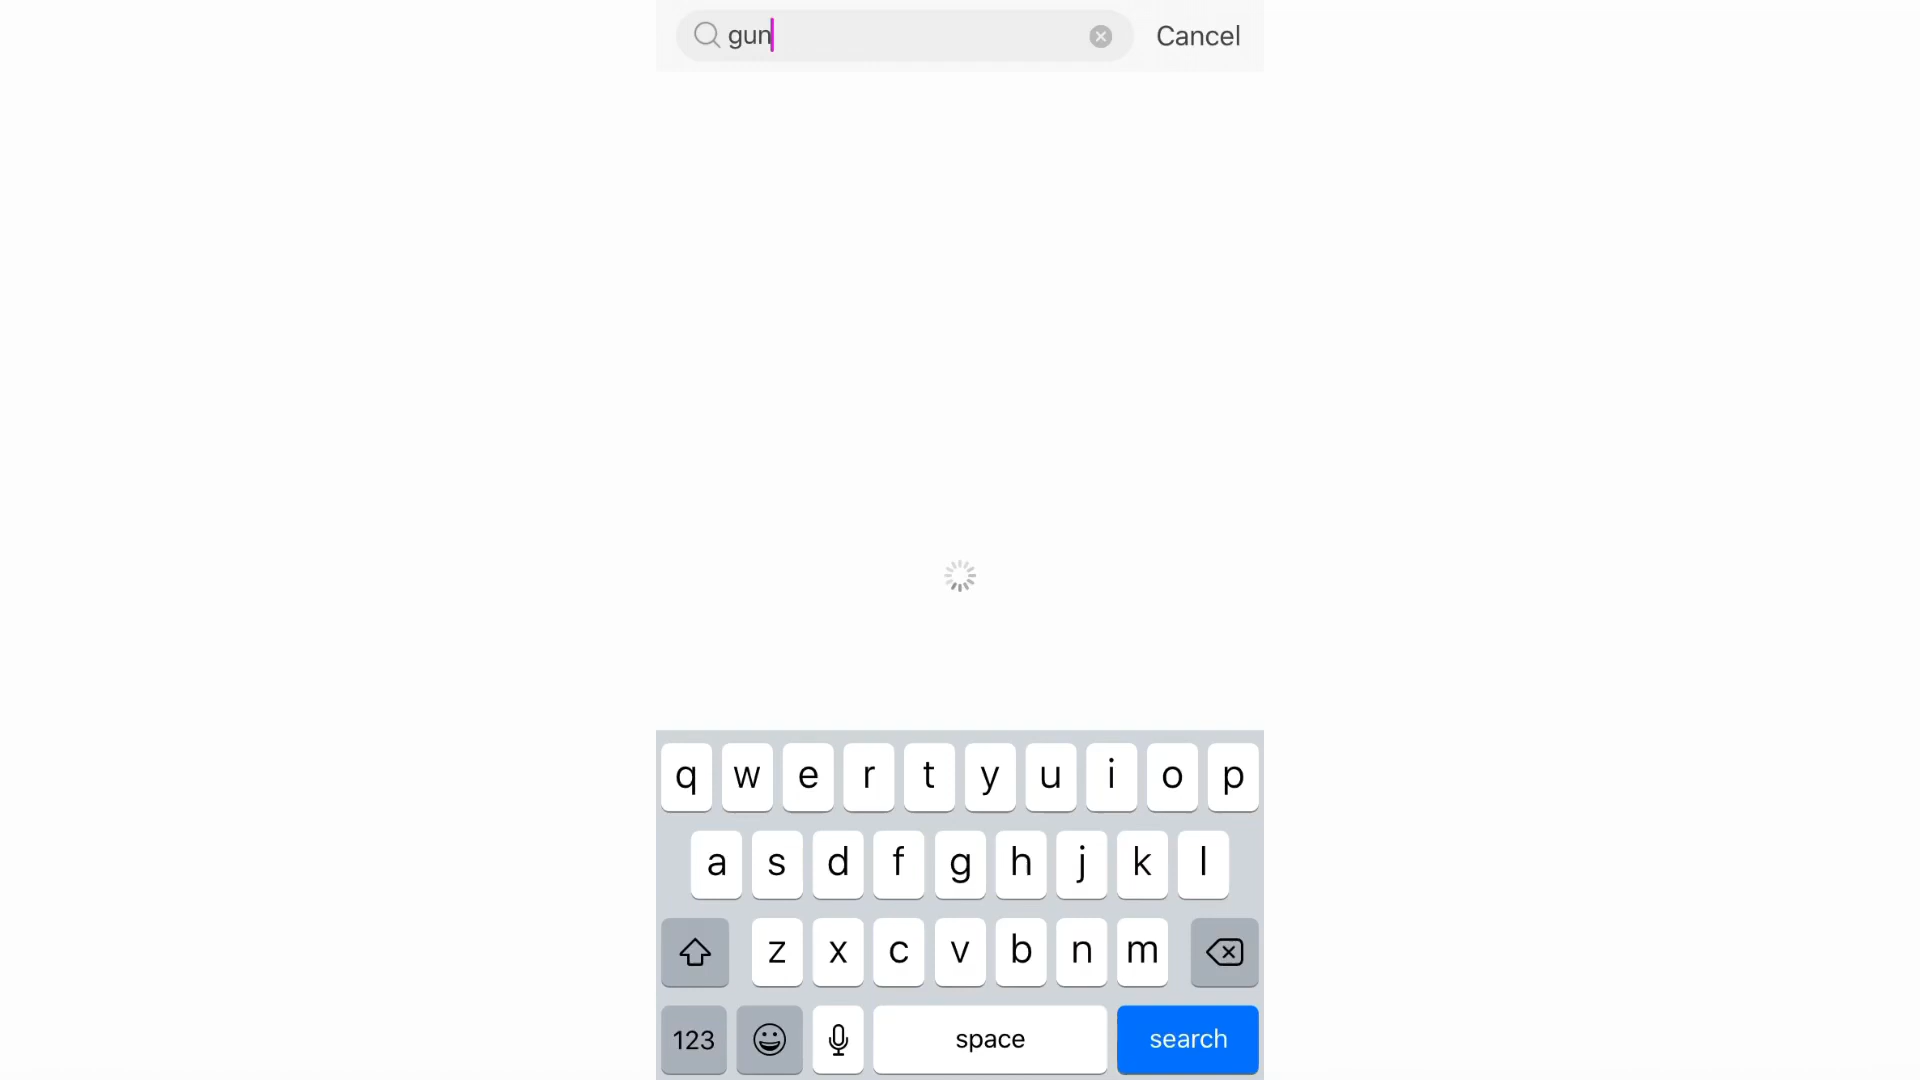 gun Cancel
q w e r t y u i o p
a s d f g h j k l
z x c v b n m
123 space search